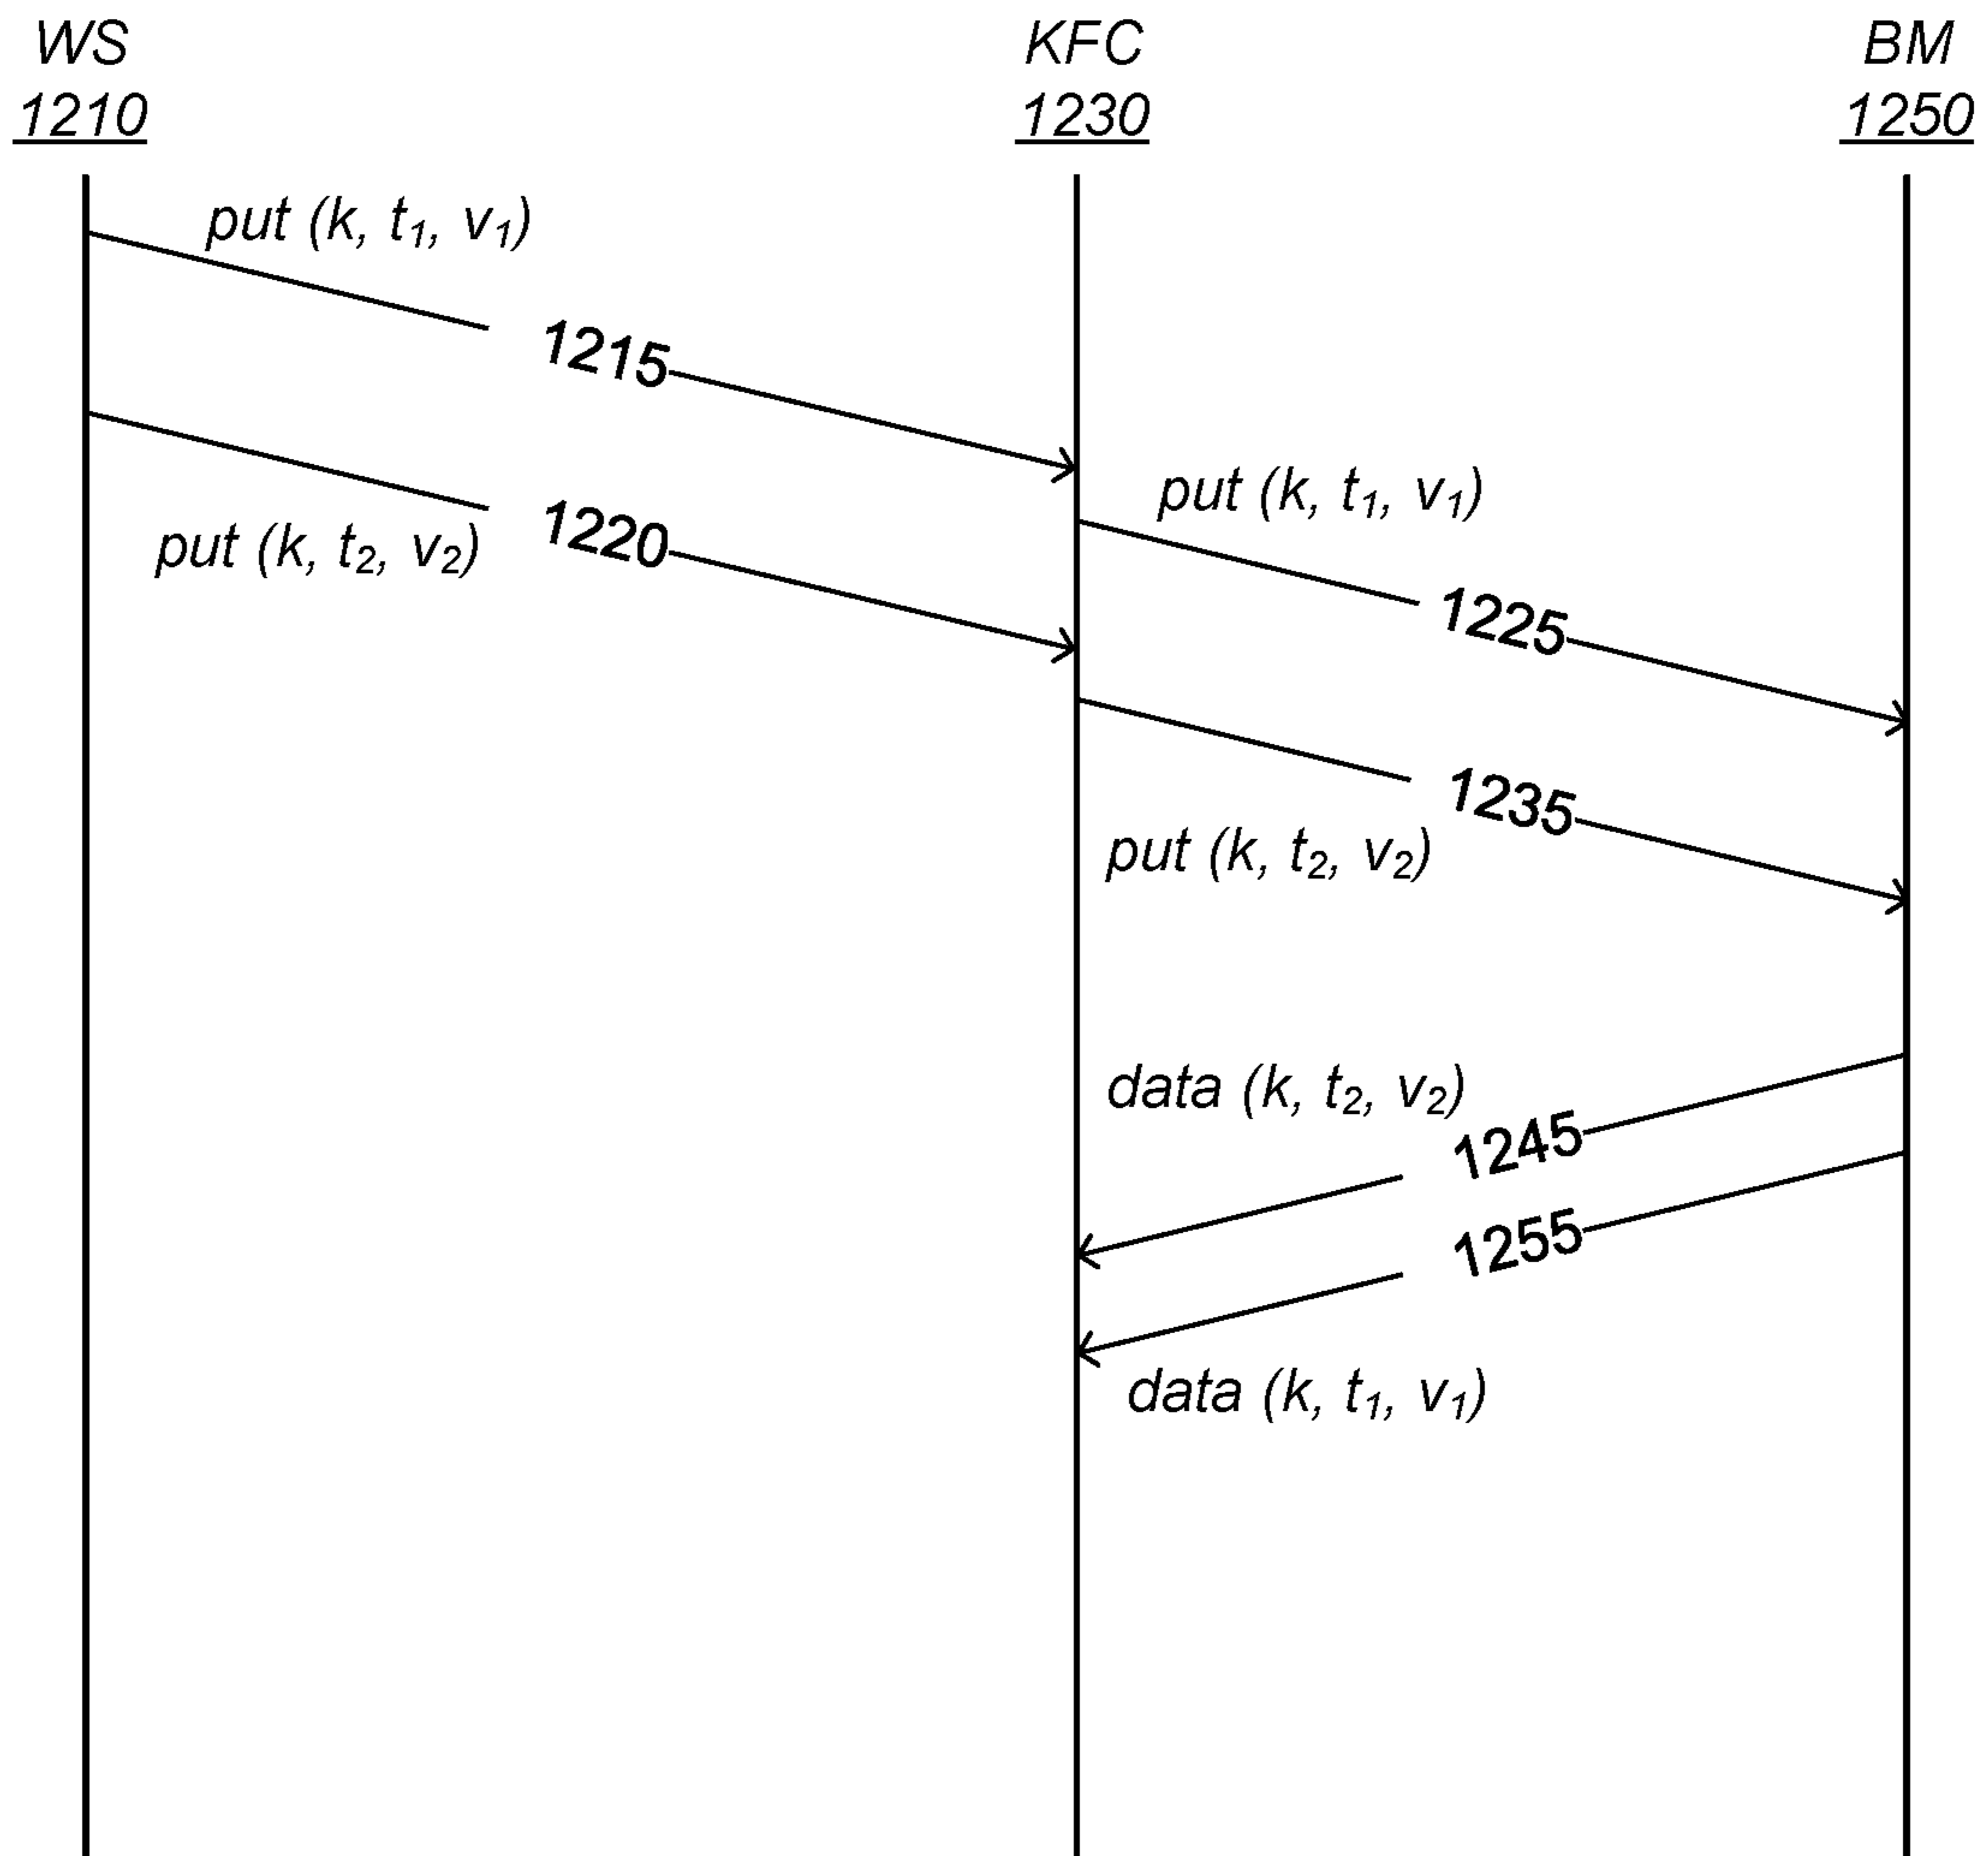 WS
1210
KFC
1230
BM
1250
put (k, t₁, v₁)
1215
put (k, t₂, v₂)
1220
put (k, t₁, v₁)
1225
1235
put (k, t₂, v₂)
data (k, t₂, v₂)
1245
1255
data (k, t₁, v₁)